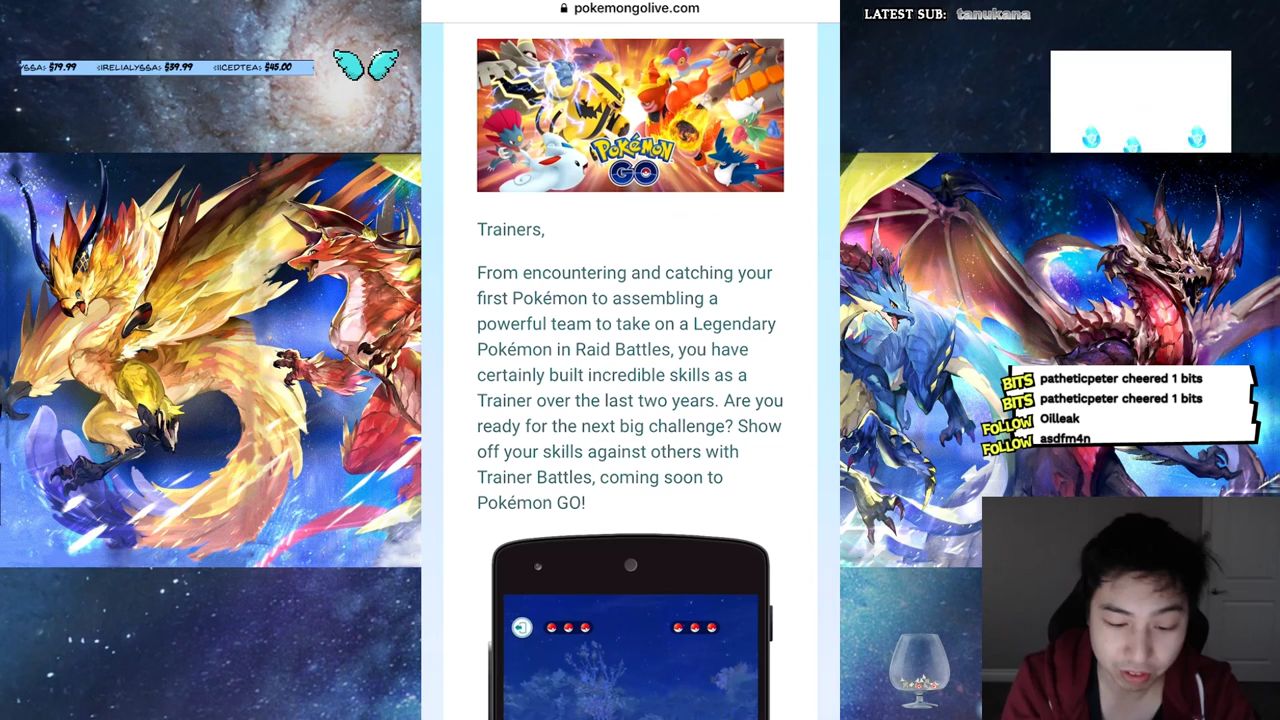 pokemongolive.com
LATEST SUB: tanukana
SSA: $79.99 :IRELIALYSSA: $39.99 :IICEDTEA: $45.00
POKÉMON
GO
Trainers,
From encountering and catching your
first Pokémon to assembling a
powerful team to take on a Legendary
Pokémon in Raid Battles, you have
certainly built incredible skills as a
Trainer over the last two years. Are you
ready for the next big challenge? Show
off your skills against others with
Trainer Battles, coming soon to
Pokémon GO!
BITS patheticpeter cheered 1 bits
BITS patheticpeter cheered 1 bits
FOLLOW Oilleak
FOLLOW asdfm4n